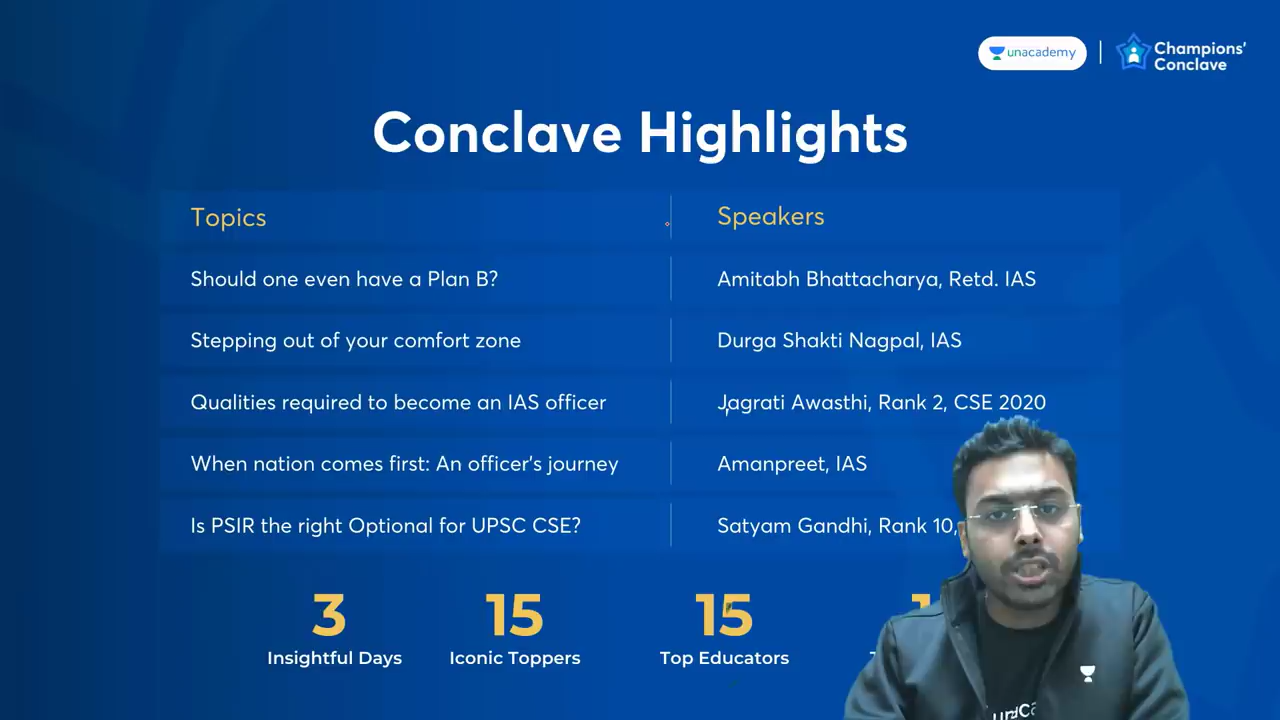 unacademy
Champions'
Conclave
Conclave Highlights
Topics
Speakers
Should one even have a Plan B?
Amitabh Bhattacharya, Retd. IAS
Stepping out of your comfort zone
Durga Shakti Nagpal, IAS
Qualities required to become an IAS officer
Jagrati Awasthi, Rank 2, CSE 2020
When nation comes first: An officer's journey
Amanpreet, IAS
Is PSIR the right Optional for UPSC CSE?
Satyam Gandhi, Rank 10,
3
15
15
Insightful Days
Iconic Toppers
Top Educators